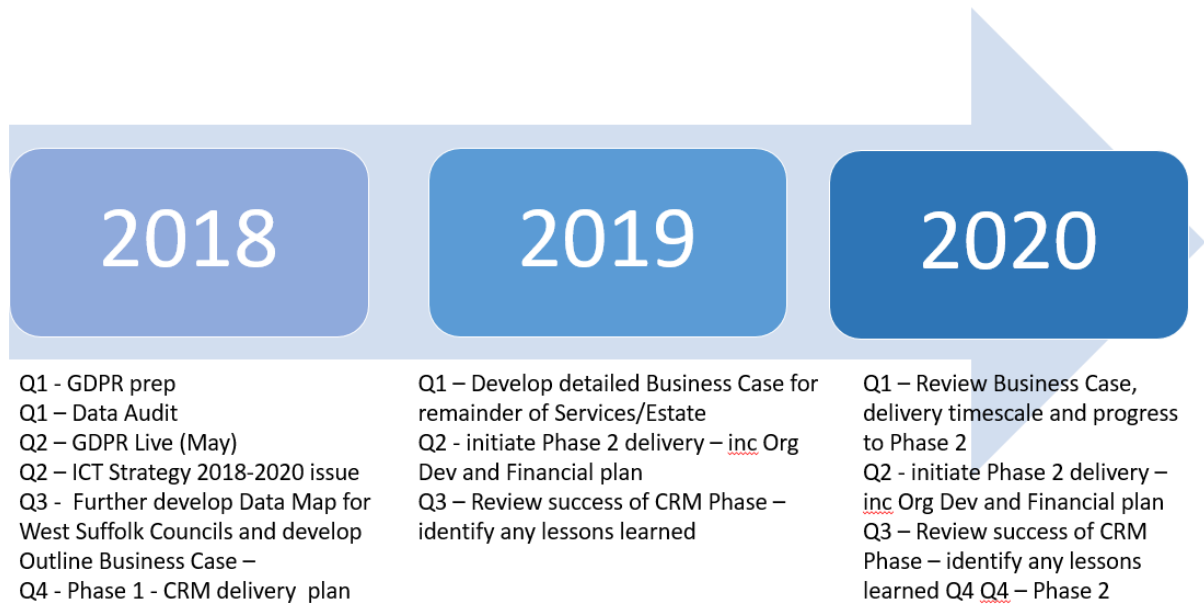 2018
Q1 - GDPR prep
Q1 – Data Audit
Q2 – GDPR Live (May)
Q2 – ICT Strategy 2018-2020 issue
Q3 -  Further develop Data Map for
West Suffolk Councils and develop
Outline Business Case –
Q4 - Phase 1 - CRM delivery  plan
2019
Q1 – Develop detailed Business Case for
remainder of Services/Estate
Q2 - initiate Phase 2 delivery – inc Org
Dev and Financial plan
Q3 – Review success of CRM Phase –
identify any lessons learned
2020
Q1 – Review Business Case,
delivery timescale and progress
to Phase 2
Q2 - initiate Phase 2 delivery –
inc Org Dev and Financial plan
Q3 – Review success of CRM
Phase – identify any lessons
learned Q4 Q4 – Phase 2